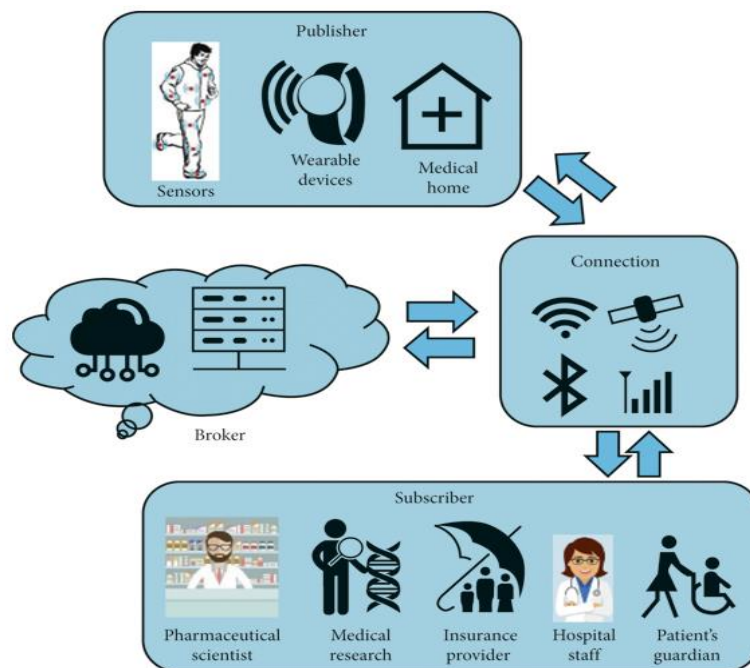 Publisher
Sensors
Wearable
devices
Medical
home
Connection
Broker
Subscriber
Pharmaceutical
scientist
Medical
research
Insurance
provider
Hospital
staff
Patient's
guardian